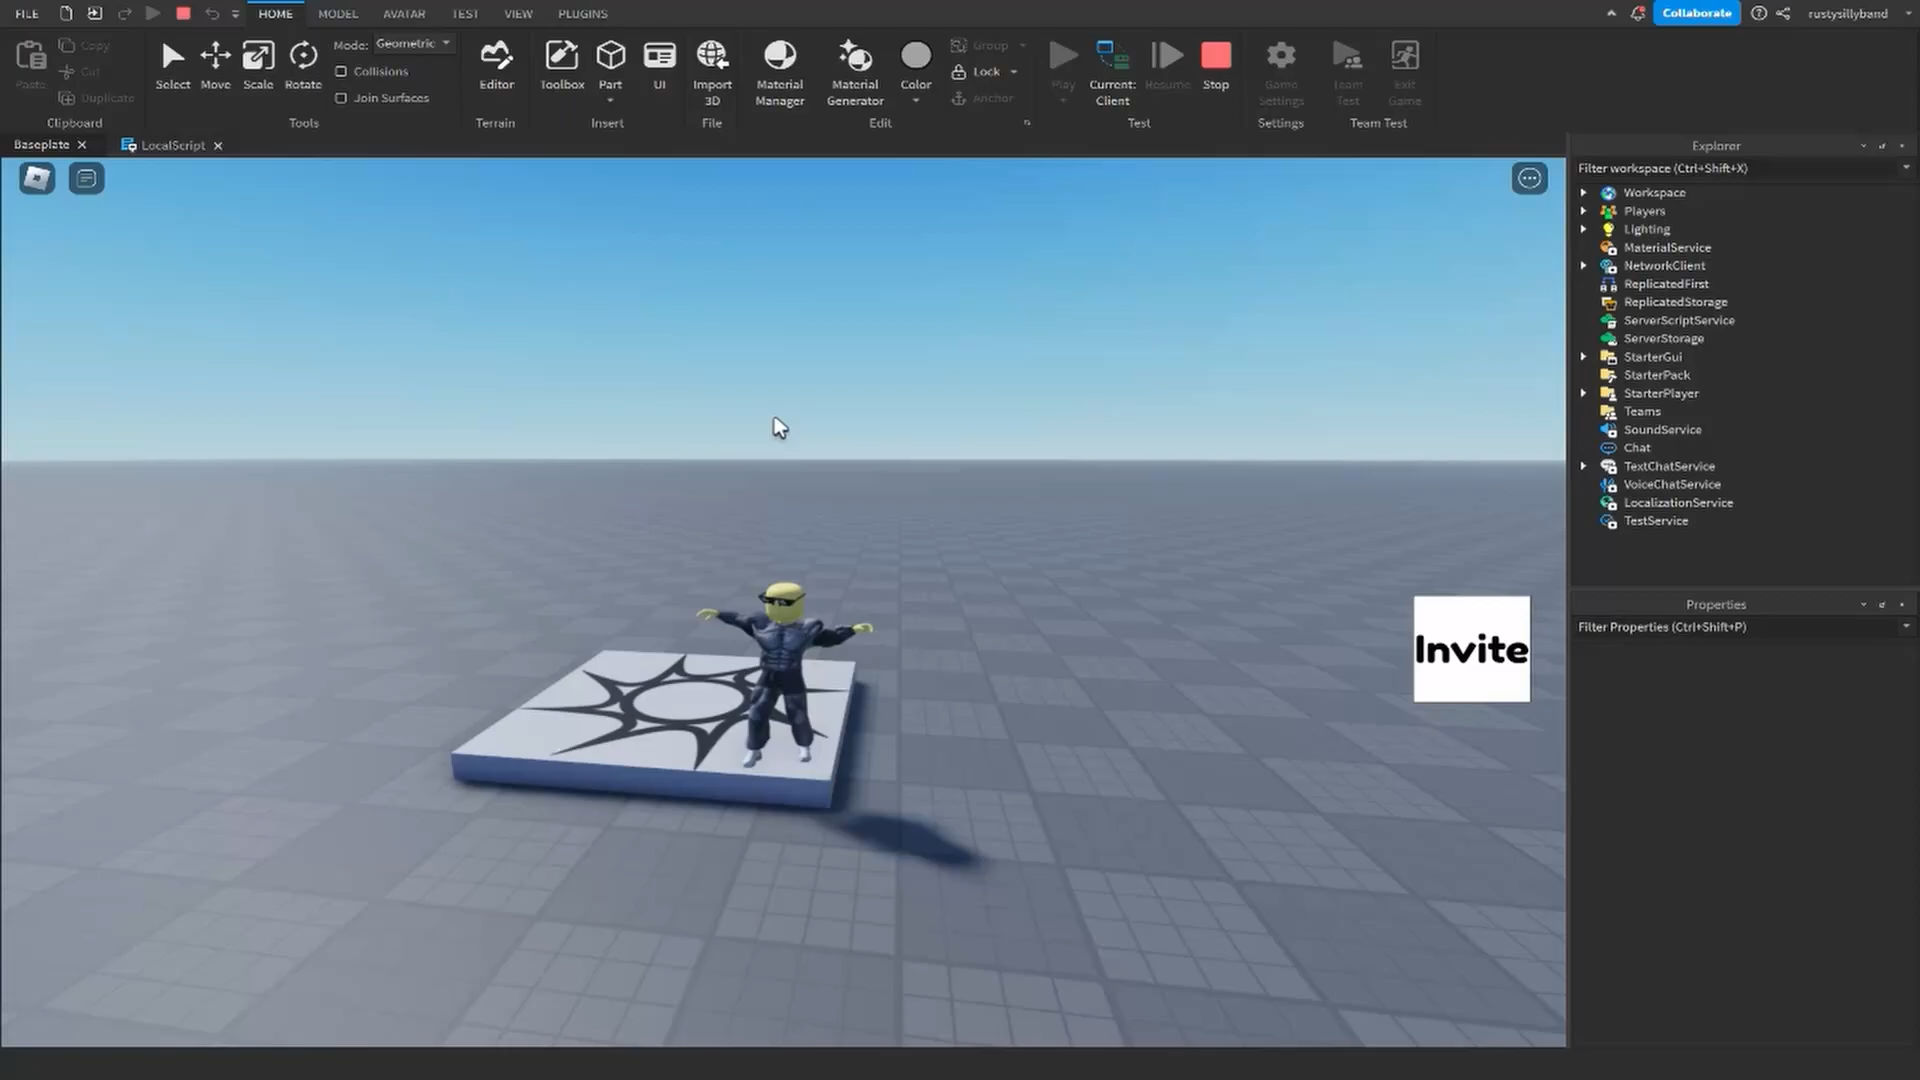 FILE HOME MODEL AVATAR TEST VIEW PLUGINS Collaborate rustysillyband
Paste Copy Cut Duplicate
Clipboard
Select Move Scale Rotate
Mode: Geometric
Collisions
Join Surfaces
Tools
Editor
Terrain
Toolbox Part UI
Insert
Import 3D
File
Material Manager
Material Generator
Color
Group
Lock
Anchor
Edit
Play
Current: Client
Resume
Stop
Test
Game Settings
Settings
Team Test
Exit Game
Team Test
Baseplate LocalScript
Invite
Explorer
Filter workspace (Ctrl+Shift+X)
Workspace
Players
Lighting
MaterialService
NetworkClient
ReplicatedFirst
ReplicatedStorage
ServerScriptService
ServerStorage
StarterGui
StarterPack
StarterPlayer
Teams
SoundService
Chat
TextChatService
VoiceChatService
LocalizationService
TestService
Properties
Filter Properties (Ctrl+Shift+P)